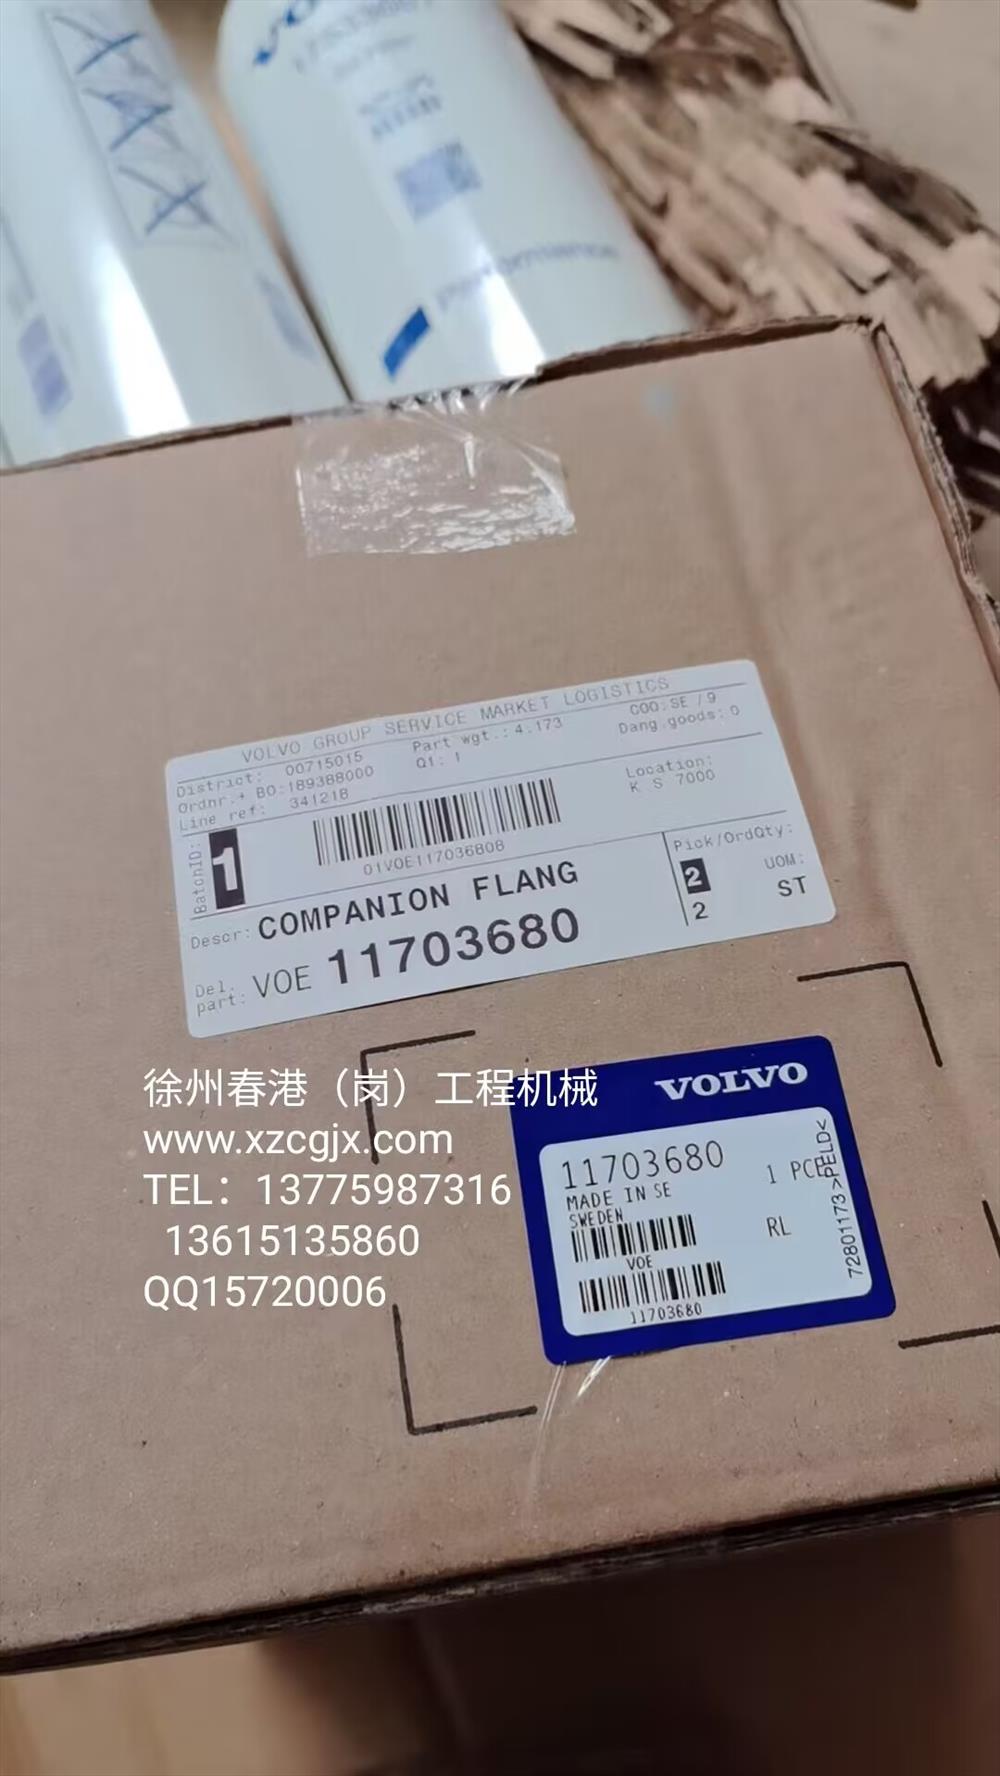 VOLVO GROUP SERVICE MARKET LOGISTICS
District: 00715015 Part wgt.: 4.173 COO:SE /9
Ordnr.+ BO:189388000 Q1: 1 Dang.goods: 0
Line ref: 341218
Location:
K S 7000
BatchID: 1
01VOE117036808
Pick/OrdQty:
2 UOM:
2 ST
Descr: COMPANION FLANG
Del. part: VOE 11703680
徐州春港（岗）工程机械
www.xzcgjx.com
TEL：13775987316
13615135860
QQ15720006
VOLVO
11703680
MADE IN SE
SWEDEN
1 PCE
RL
VOE
11703680
72801173 >PELD<